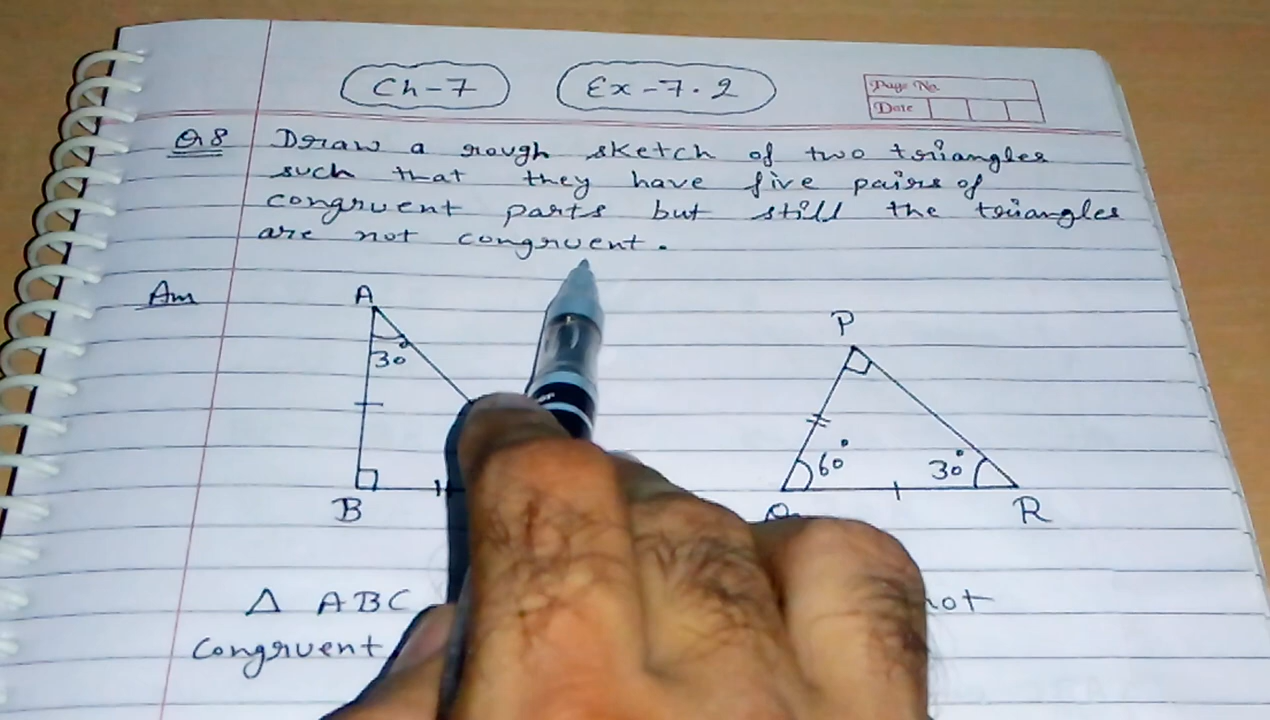 Ch-7 Ex-7.2
Page No.
Date
Q8 Draw a rough sketch of two triangles
such that they have five pairs of
congruent parts but still the triangles
are not congruent.
Ans
A
30°
B
P
60° 30°
Q R
Δ ABC not
congruent